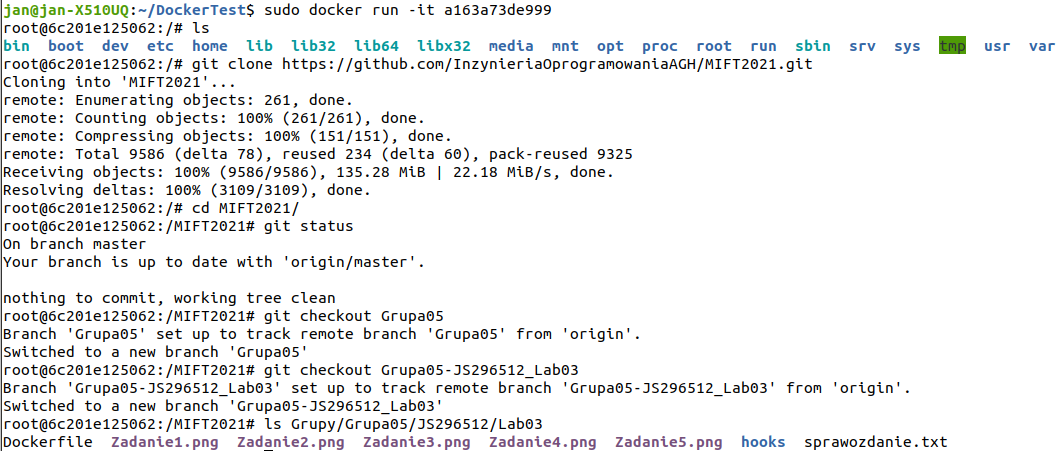 jan@jan-X510UQ:~/DockerTest$ sudo docker run -it a163a73de999
root@6c201e125062:/# ls
bin boot dev etc home lib lib32 lib64 libx32 media mnt opt proc root run sbin srv sys tmp usr var
root@6c201e125062:/# git clone https://github.com/InzynieriaOprogramowaniaAGH/MIFT2021.git
Cloning into 'MIFT2021'...
remote: Enumerating objects: 261, done.
remote: Counting objects: 100% (261/261), done.
remote: Compressing objects: 100% (151/151), done.
remote: Total 9586 (delta 78), reused 234 (delta 60), pack-reused 9325
Receiving objects: 100% (9586/9586), 135.28 MiB | 22.18 MiB/s, done.
Resolving deltas: 100% (3109/3109), done.
root@6c201e125062:/# cd MIFT2021/
root@6c201e125062:/MIFT2021# git status
On branch master
Your branch is up to date with 'origin/master'.

nothing to commit, working tree clean
root@6c201e125062:/MIFT2021# git checkout Grupa05
Branch 'Grupa05' set up to track remote branch 'Grupa05' from 'origin'.
Switched to a new branch 'Grupa05'
root@6c201e125062:/MIFT2021# git checkout Grupa05-JS296512_Lab03
Branch 'Grupa05-JS296512_Lab03' set up to track remote branch 'Grupa05-JS296512_Lab03' from 'origin'.
Switched to a new branch 'Grupa05-JS296512_Lab03'
root@6c201e125062:/MIFT2021# ls Grupy/Grupa05/JS296512/Lab03
Dockerfile Zadanie1.png Zadanie2.png Zadanie3.png Zadanie4.png Zadanie5.png hooks sprawozdanie.txt